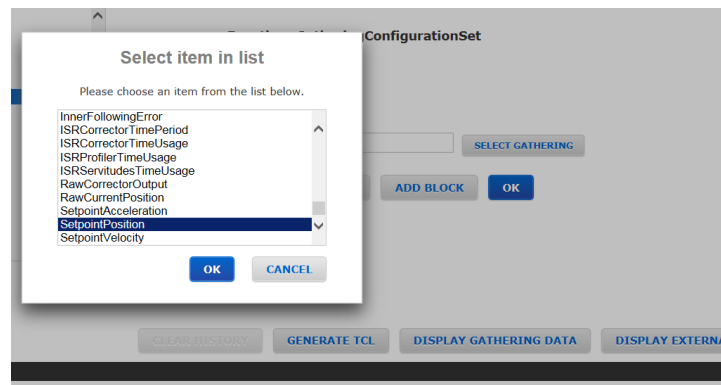 ConfigurationSet
Select item in list
Please choose an item from the list below.
InnerFollowingError
ISRCorrectorTimePeriod
ISRCorrectorTimeUsage
ISRProfilerTimeUsage
ISRServitudesTimeUsage
RawCorrectorOutput
RawCurrentPosition
SetpointAcceleration
SetpointPosition
SetpointVelocity
OK CANCEL
SELECT GATHERING
ADD BLOCK OK
CLEAR HISTORY GENERATE TCL DISPLAY GATHERING DATA DISPLAY EXTERNA